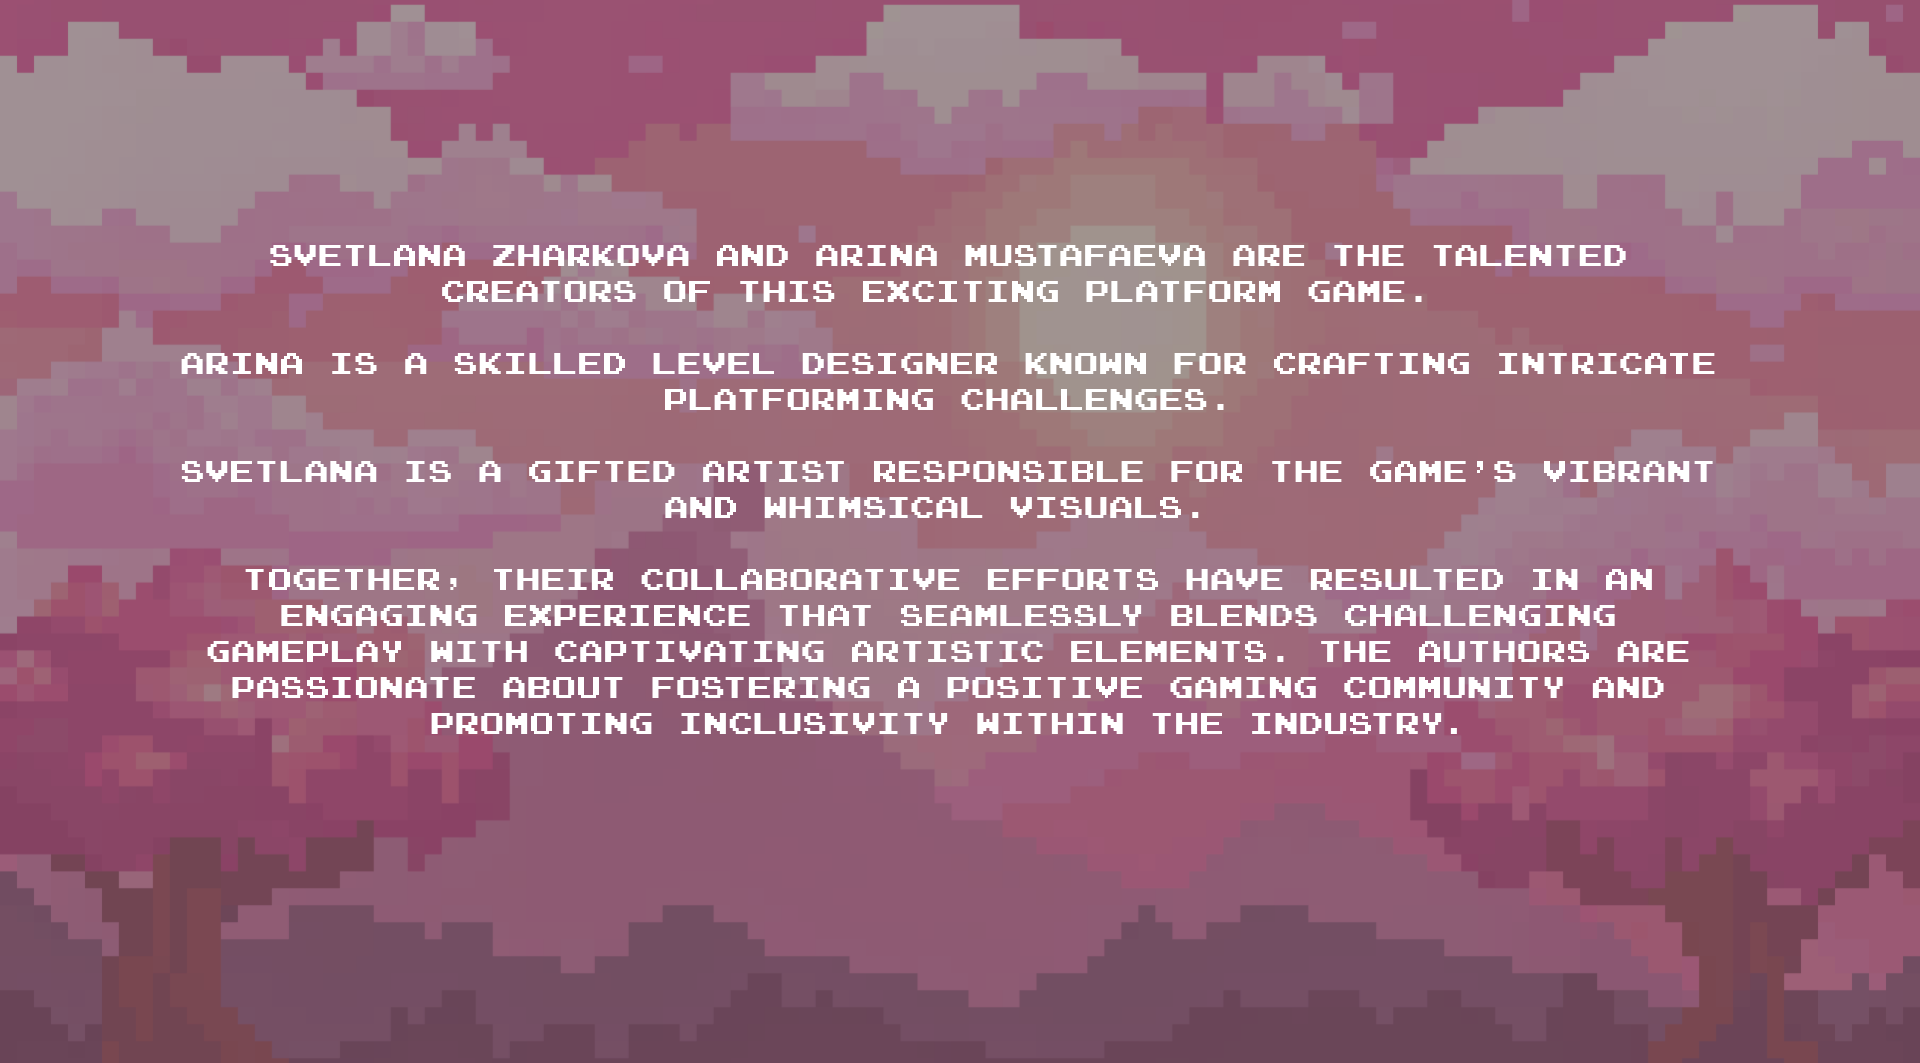 SVETLANA ZHARKOVA AND ARINA MUSTAFAEVA ARE THE TALENTED
CREATORS OF THIS EXCITING PLATFORM GAME.
ARINA IS A SKILLED LEVEL DESIGNER KNOWN FOR CRAFTING INTRICATE
PLATFORMING CHALLENGES.
SVETLANA IS A GIFTED ARTIST RESPONSIBLE FOR THE GAME'S VIBRANT
AND WHIMSICAL VISUALS.
TOGETHER, THEIR COLLABORATIVE EFFORTS HAVE RESULTED IN AN
ENGAGING EXPERIENCE THAT SEAMLESSLY BLENDS CHALLENGING
GAMEPLAY WITH CAPTIVATING ARTISTIC ELEMENTS. THE AUTHORS ARE
PASSIONATE ABOUT FOSTERING A POSITIVE GAMING COMMUNITY AND
PROMOTING INCLUSIVITY WITHIN THE INDUSTRY.